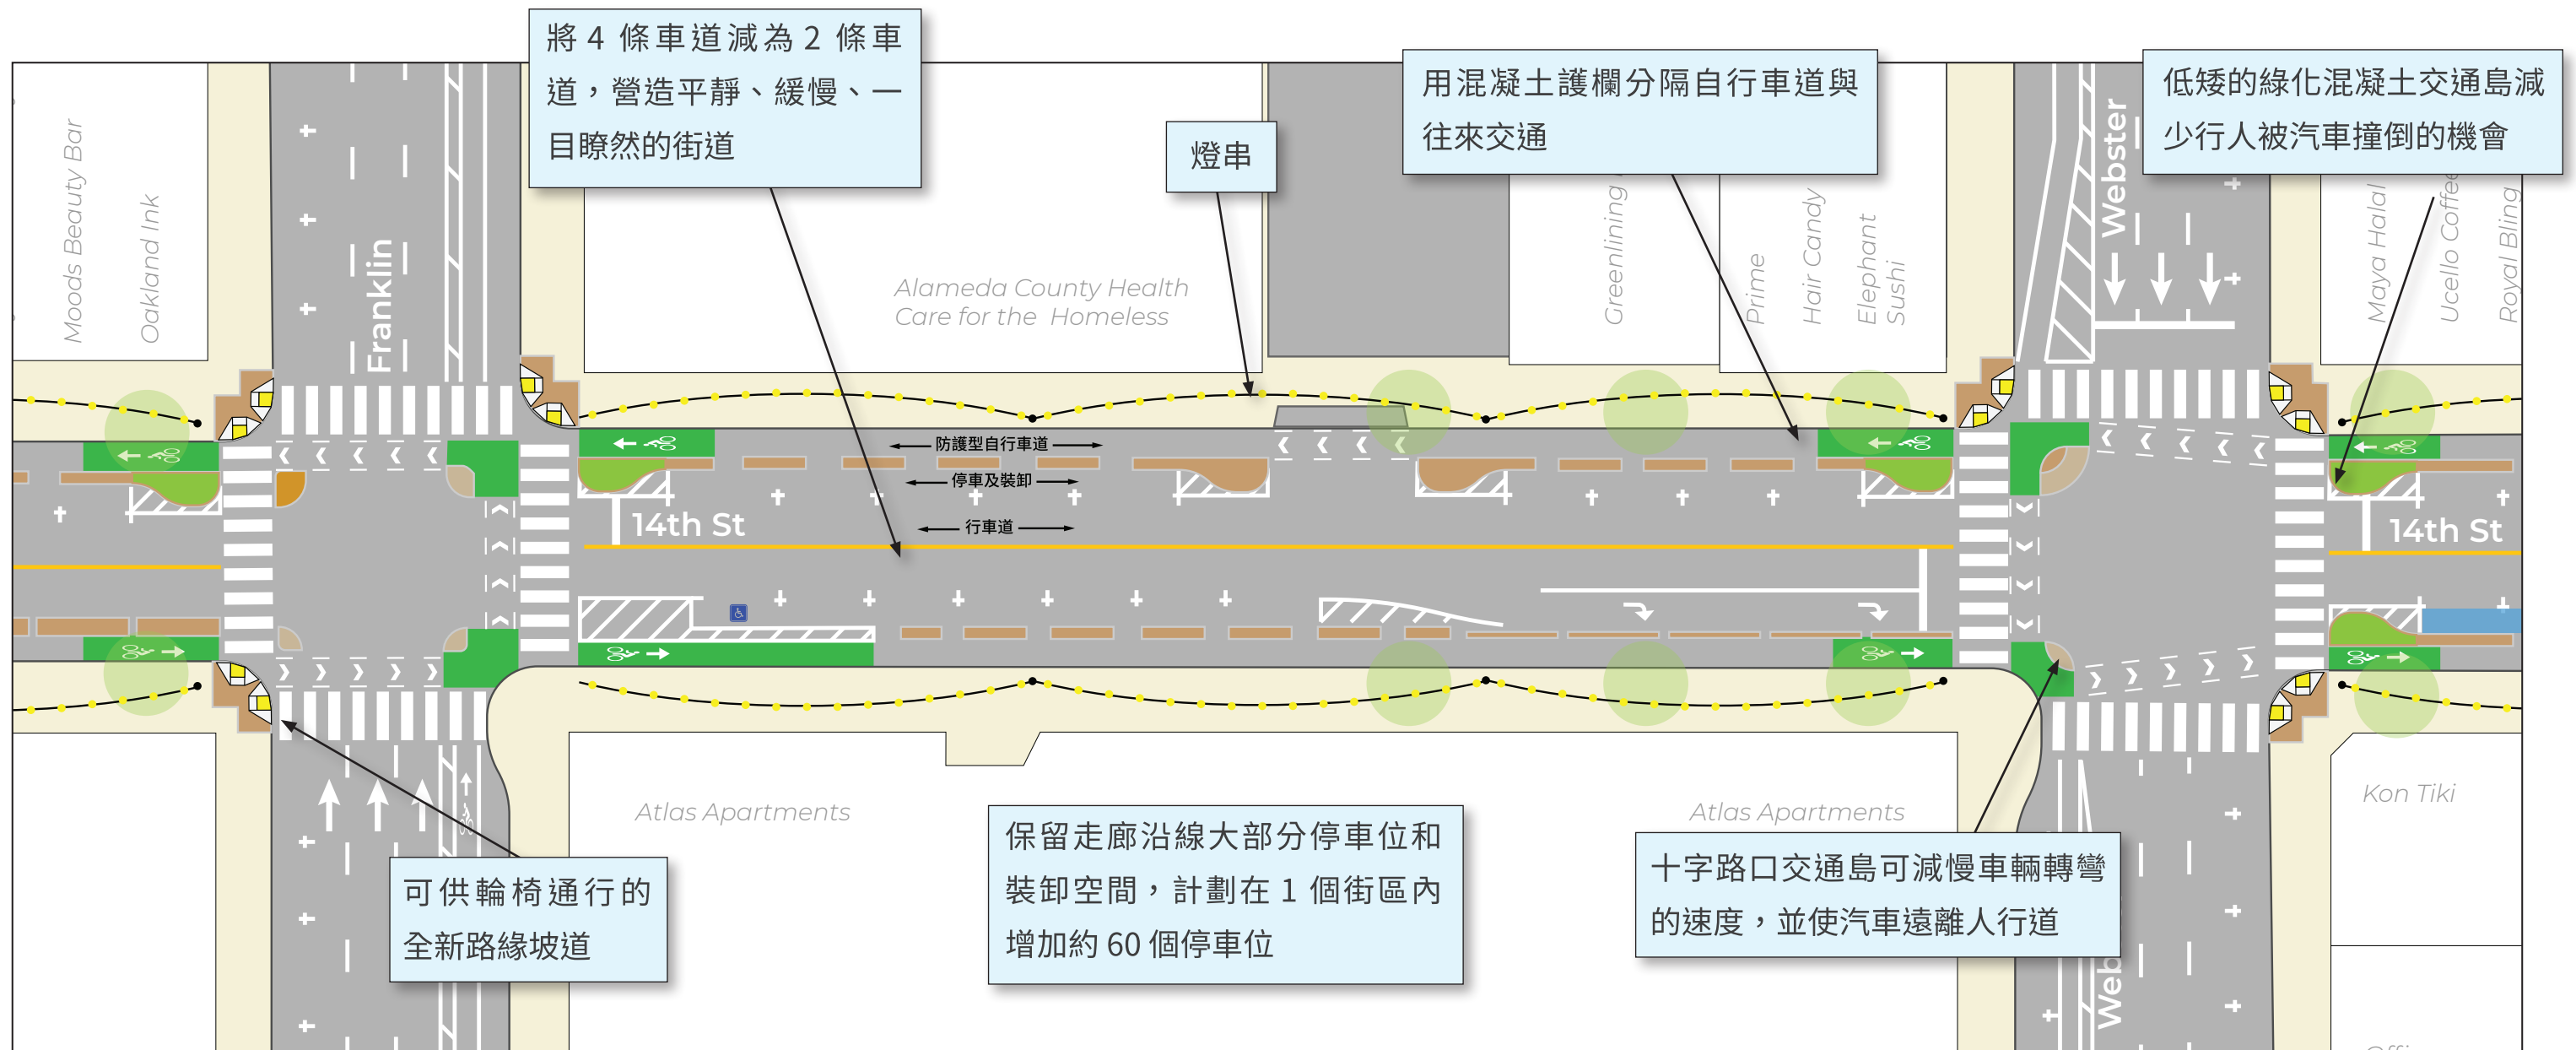 將 4 條車道減為 2 條車
道，營造平靜、緩慢、一
目瞭然的街道
燈串
用混凝土護欄分隔自行車道與
往來交通
低矮的綠化混凝土交通島減
少行人被汽車撞倒的機會
Moods Beauty Bar
Oakland Ink
Franklin
Alameda County Health
Care for the Homeless
Greenlining
Prime
Hair Candy
Elephant
Sushi
Webster
Maya Halal
Ucello Coffee
Royal Bling
防護型自行車道
停車及裝卸
行車道
14th St
14th St
Atlas Apartments
Atlas Apartments
Kon Tiki
可供輪椅通行的
全新路緣坡道
保留走廊沿線大部分停車位和
裝卸空間，計劃在 1 個街區內
增加約 60 個停車位
十字路口交通島可減慢車輛轉彎
的速度，並使汽車遠離人行道
Web